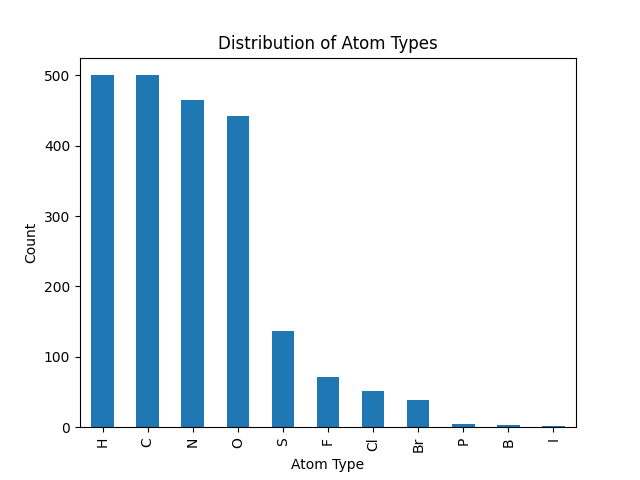 Distribution of Atom Types
500
400
300
200
100
0
Count
H C N O S F Cl Br P B I
Atom Type